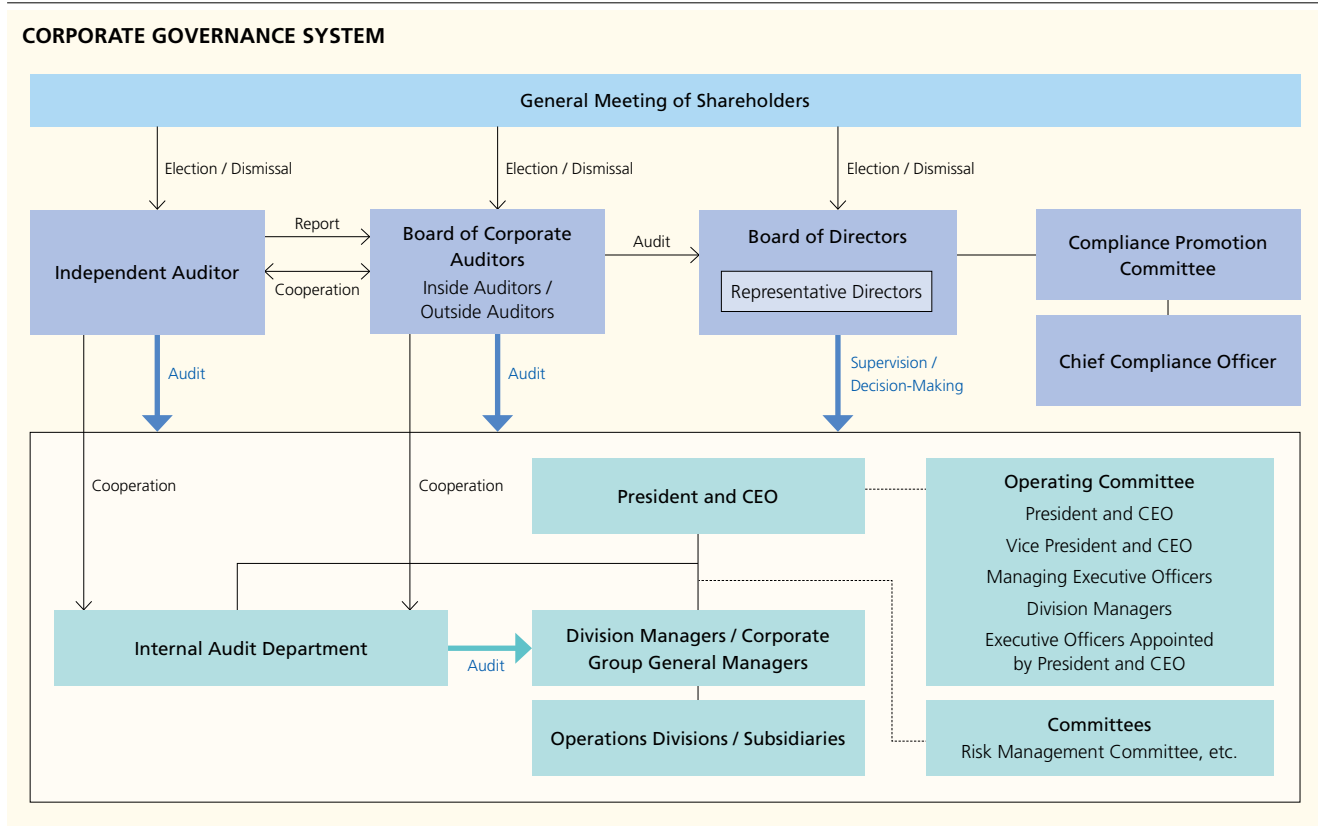 CORPORATE GOVERNANCE SYSTEM
General Meeting of Shareholders
Election / Dismissal
Election / Dismissal
Election / Dismissal
Independent Auditor
Report
Cooperation
Board of Corporate
Auditors
Inside Auditors /
Outside Auditors
Audit
Board of Directors
Representative Directors
Compliance Promotion
Committee
Chief Compliance Officer
Audit
Audit
Supervision /
Decision-Making
Cooperation
Cooperation
President and CEO
Operating Committee
President and CEO
Vice President and CEO
Managing Executive Officers
Division Managers
Executive Officers Appointed
by President and CEO
Internal Audit Department
Audit
Division Managers / Corporate
Group General Managers
Operations Divisions / Subsidiaries
Committees
Risk Management Committee, etc.